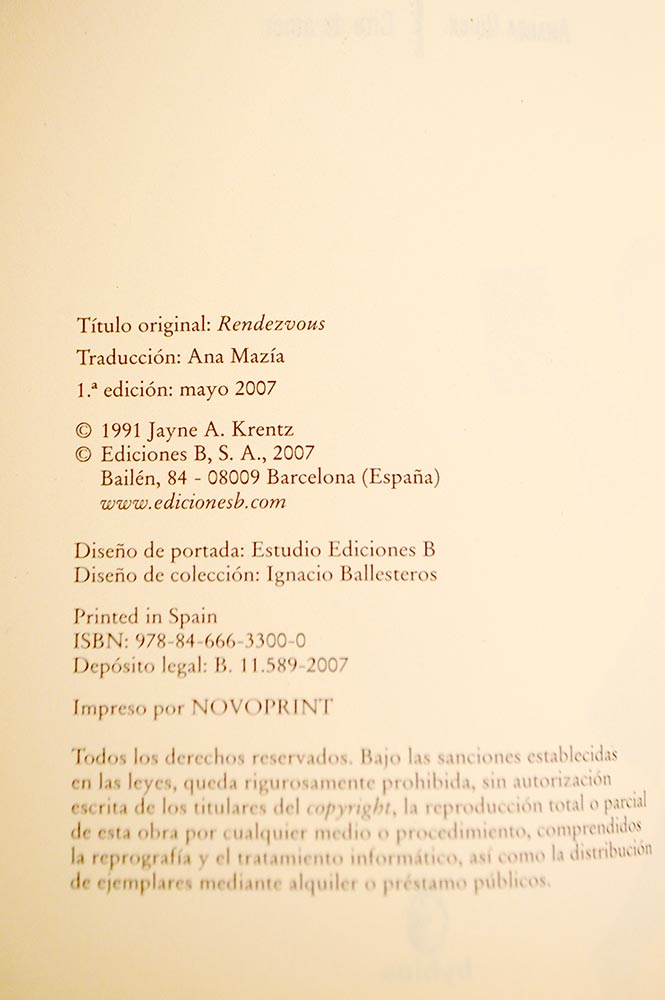 Título original: Rendezvous
Traducción: Ana Mazía
1.ª edición: mayo 2007
© 1991 Jayne A. Krentz
© Ediciones B, S. A., 2007
Bailén, 84 - 08009 Barcelona (España)
www.edicionesb.com
Diseño de portada: Estudio Ediciones B
Diseño de colección: Ignacio Ballesteros
Printed in Spain
ISBN: 978-84-666-3300-0
Depósito legal: B. 11.589-2007
Impreso por NOVOPRINT
Todos los derechos reservados. Bajo las sanciones establecidas
en las leyes, queda rigurosamente prohibida, sin autorización
escrita de los titulares del copyright, la reproducción total o parcial
de esta obra por cualquier medio o procedimiento, comprendidos
la reprografía y el tratamiento informático, así como la distribución
de ejemplares mediante alquiler o préstamo públicos.